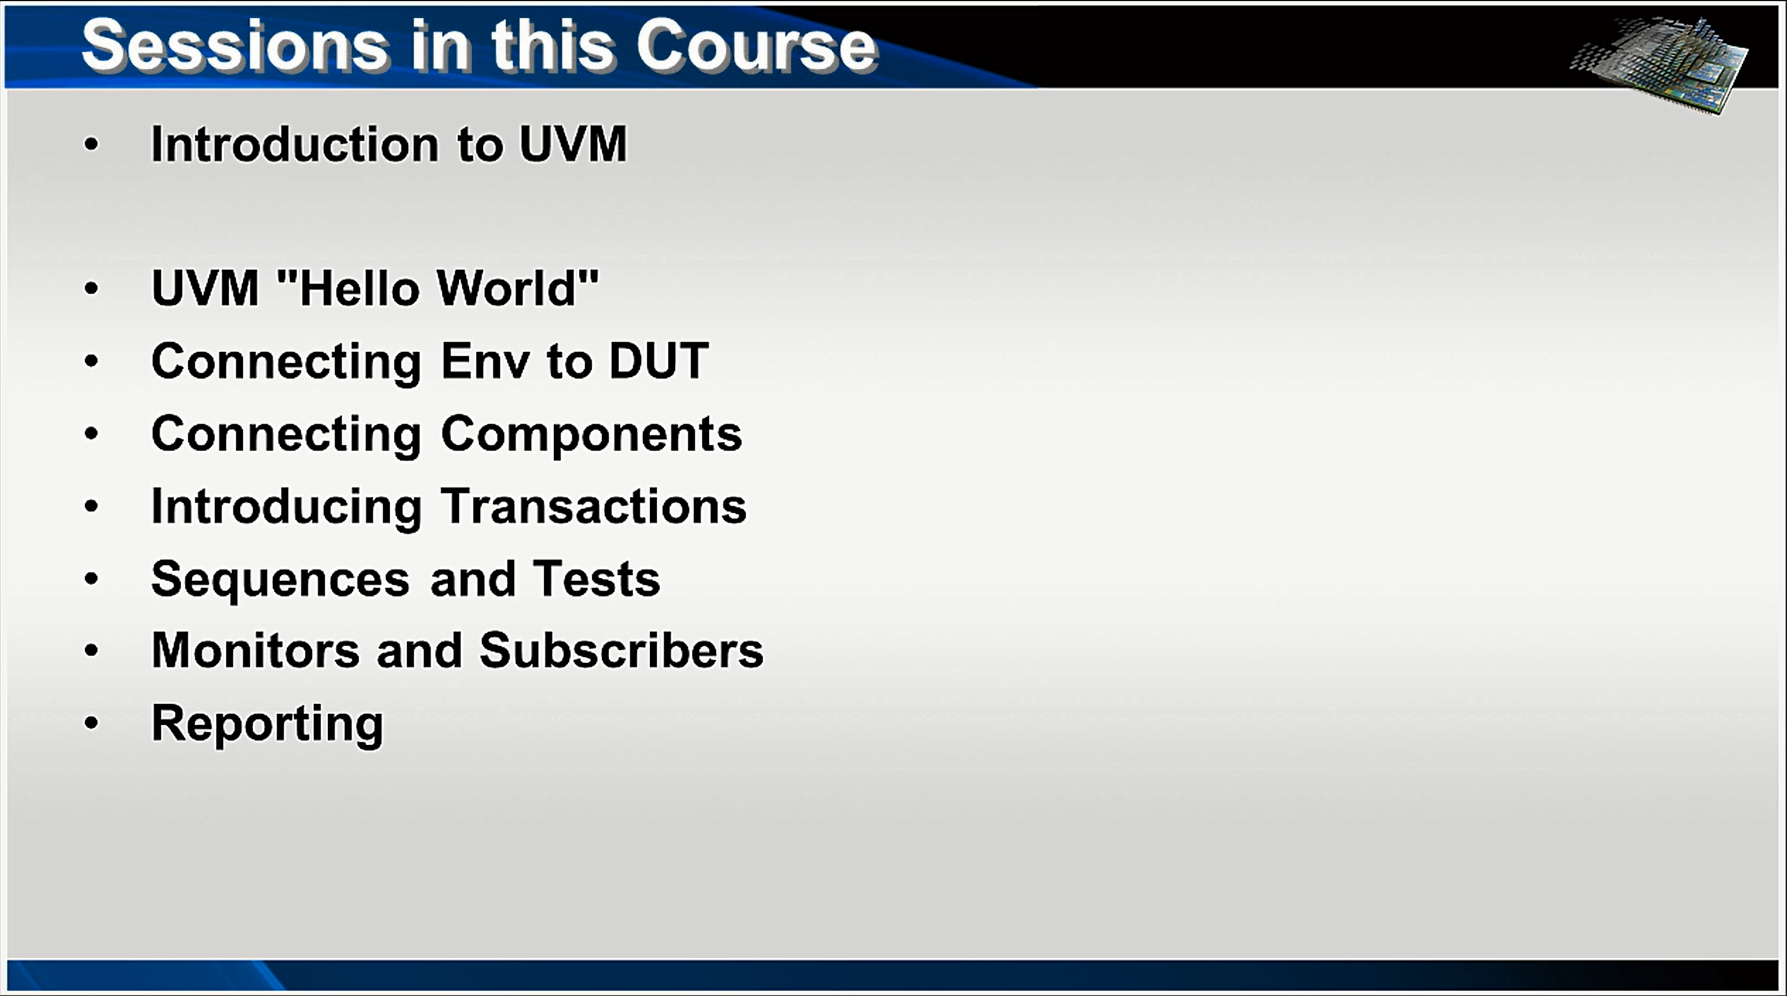 Sessions in this Course
• Introduction to UVM
• UVM "Hello World"
• Connecting Env to DUT
• Connecting Components
• Introducing Transactions
• Sequences and Tests
• Monitors and Subscribers
• Reporting